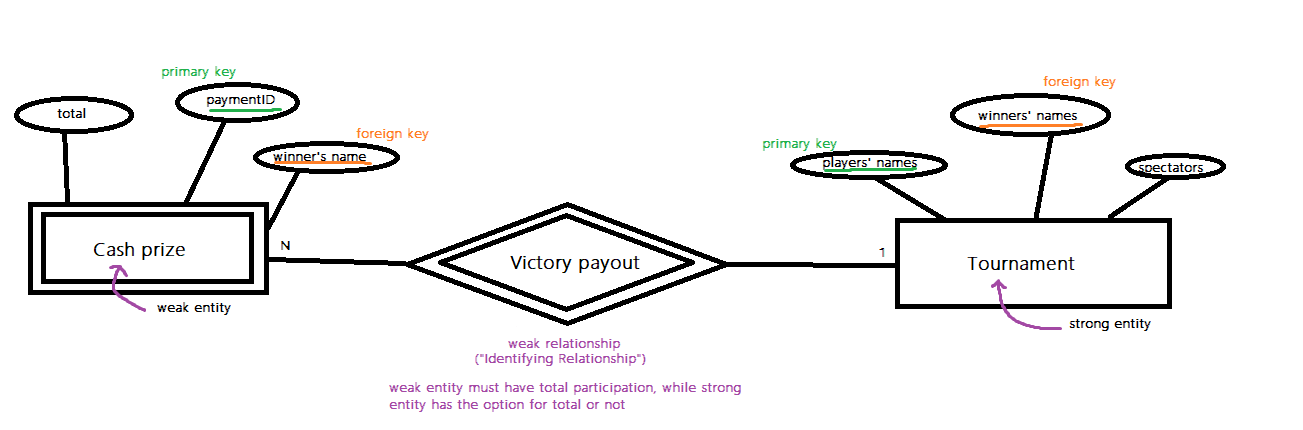 primary key
foreign key
total
paymentID
winner's name
foreign key
primary key
winners' names
players' names
spectators
Cash prize
N
Victory payout
1
Tournament
weak entity
strong entity
weak relationship
("Identifying Relationship")
weak entity must have total participation, while strong
entity has the option for total or not